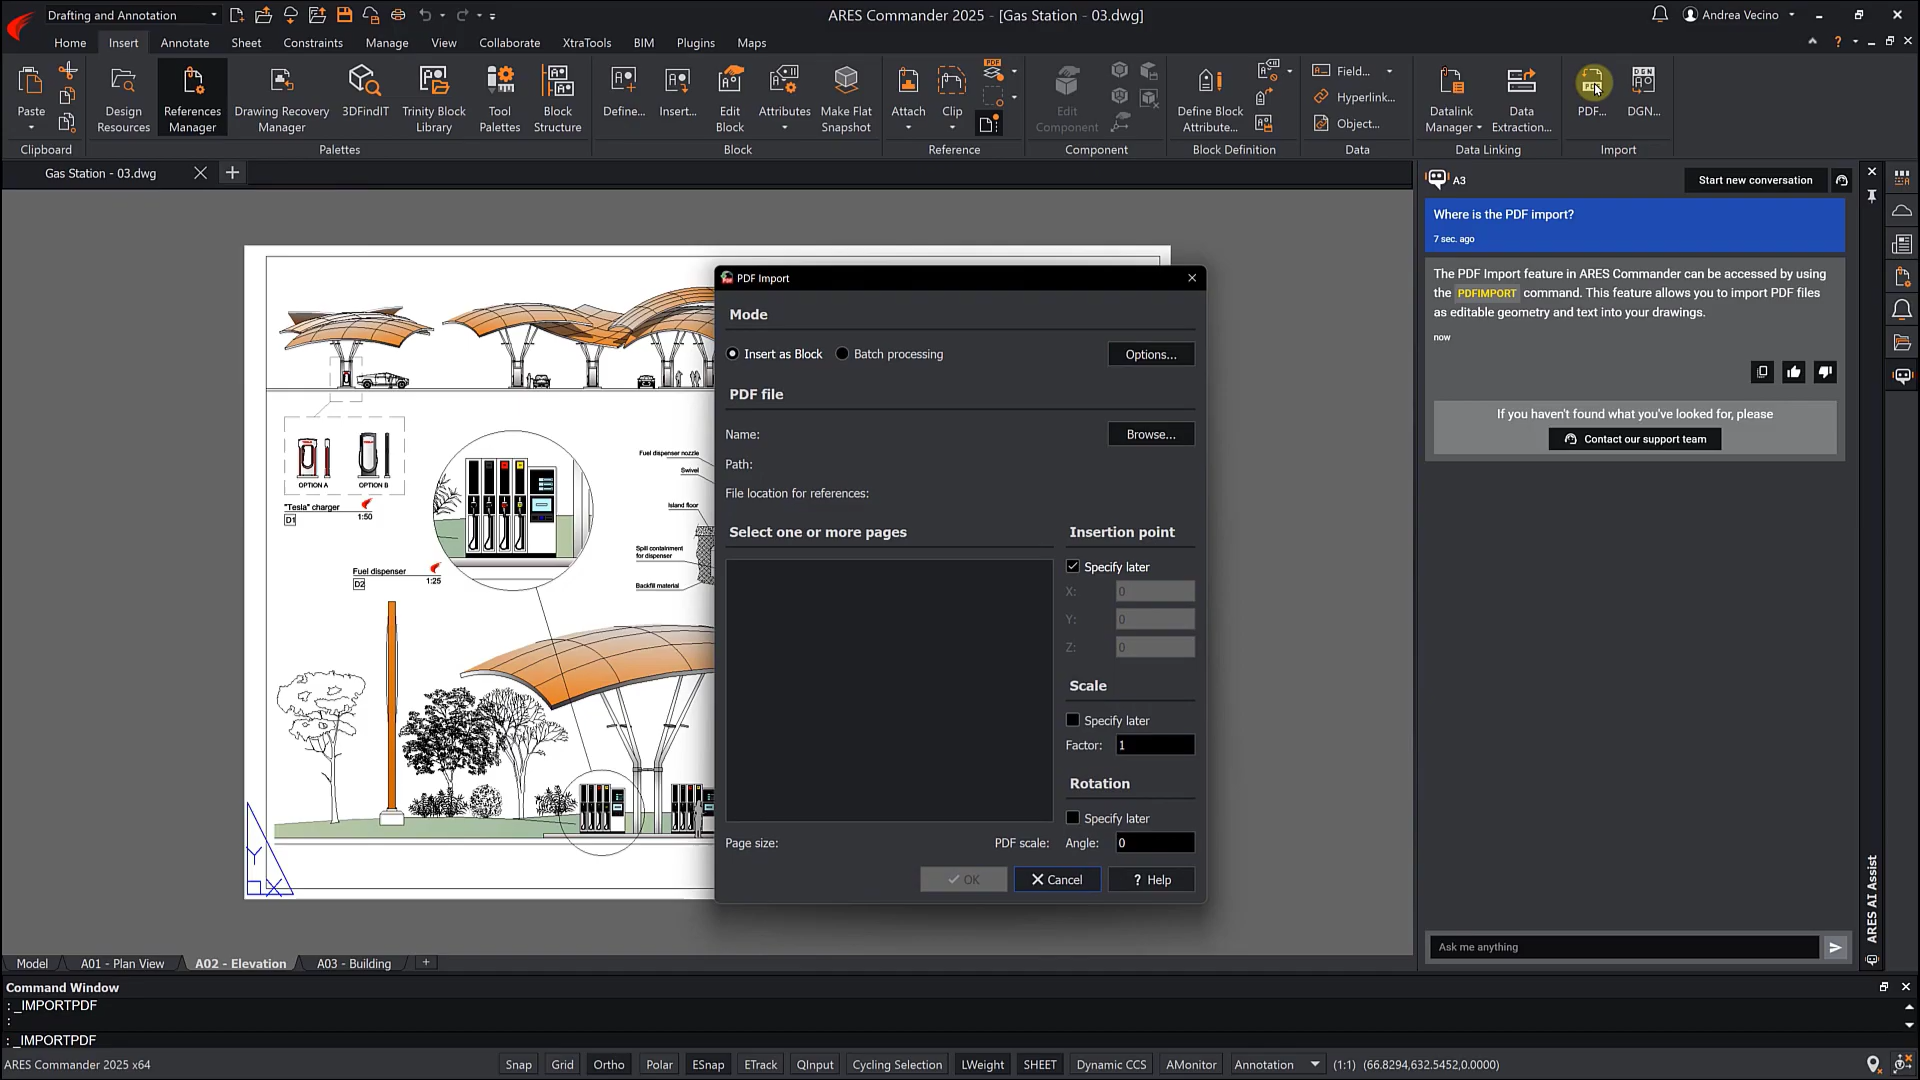 Drafting and Annotation
ARES Commander 2025 - [Gas Station - 03.dwg]
Andrea Vecino
Home Insert Annotate Sheet Constraints Manage View Collaborate XtraTools BIM Plugins Maps
Paste
Design Resources
References Manager
Drawing Recovery Manager
3DFindIT
Trinity Block Library
Tool Palettes
Block Structure
Define...
Insert...
Edit Block
Attributes
Make Flat Snapshot
Attach
Clip
PDF
Edit Component
Define Block Attribute...
Field...
Hyperlink...
Object...
Datalink Manager
Data Extraction...
PDF...
DGN
DGN...
Clipboard Palettes Block Reference Component Block Definition Data Data Linking Import
Gas Station - 03.dwg
A3
Start new conversation
Where is the PDF import?
7 sec. ago
The PDF Import feature in ARES Commander can be accessed by using
the PDFIMPORT command. This feature allows you to import PDF files
as editable geometry and text into your drawings.
now
If you haven't found what you've looked for, please
Contact our support team
Ask me anything
ARES AI Assist
PDF Import
Mode
Insert as Block
Batch processing
Options...
PDF file
Name:
Browse...
Path:
File location for references:
Select one or more pages
Insertion point
Specify later
X: 0
Y: 0
Z: 0
Scale
Specify later
Factor: 1
Rotation
Specify later
Page size:
PDF scale:
Angle: 0
OK
Cancel
? Help
OPTION A
OPTION B
"Tesla" charger
D1
1:50
Fuel dispenser
D2
1:25
Fuel dispenser nozzle
Swivel
Island floor
Spill containment
for dispenser
Backfill material
Y
X
Model A01 - Plan View A02 - Elevation A03 - Building +
Command Window
: _IMPORTPDF
:
: _IMPORTPDF
ARES Commander 2025 x64
Snap Grid Ortho Polar ESnap ETrack QInput Cycling Selection LWeight SHEET Dynamic CCS AMonitor Annotation (1:1) (66.8294,632.5452,0.0000)